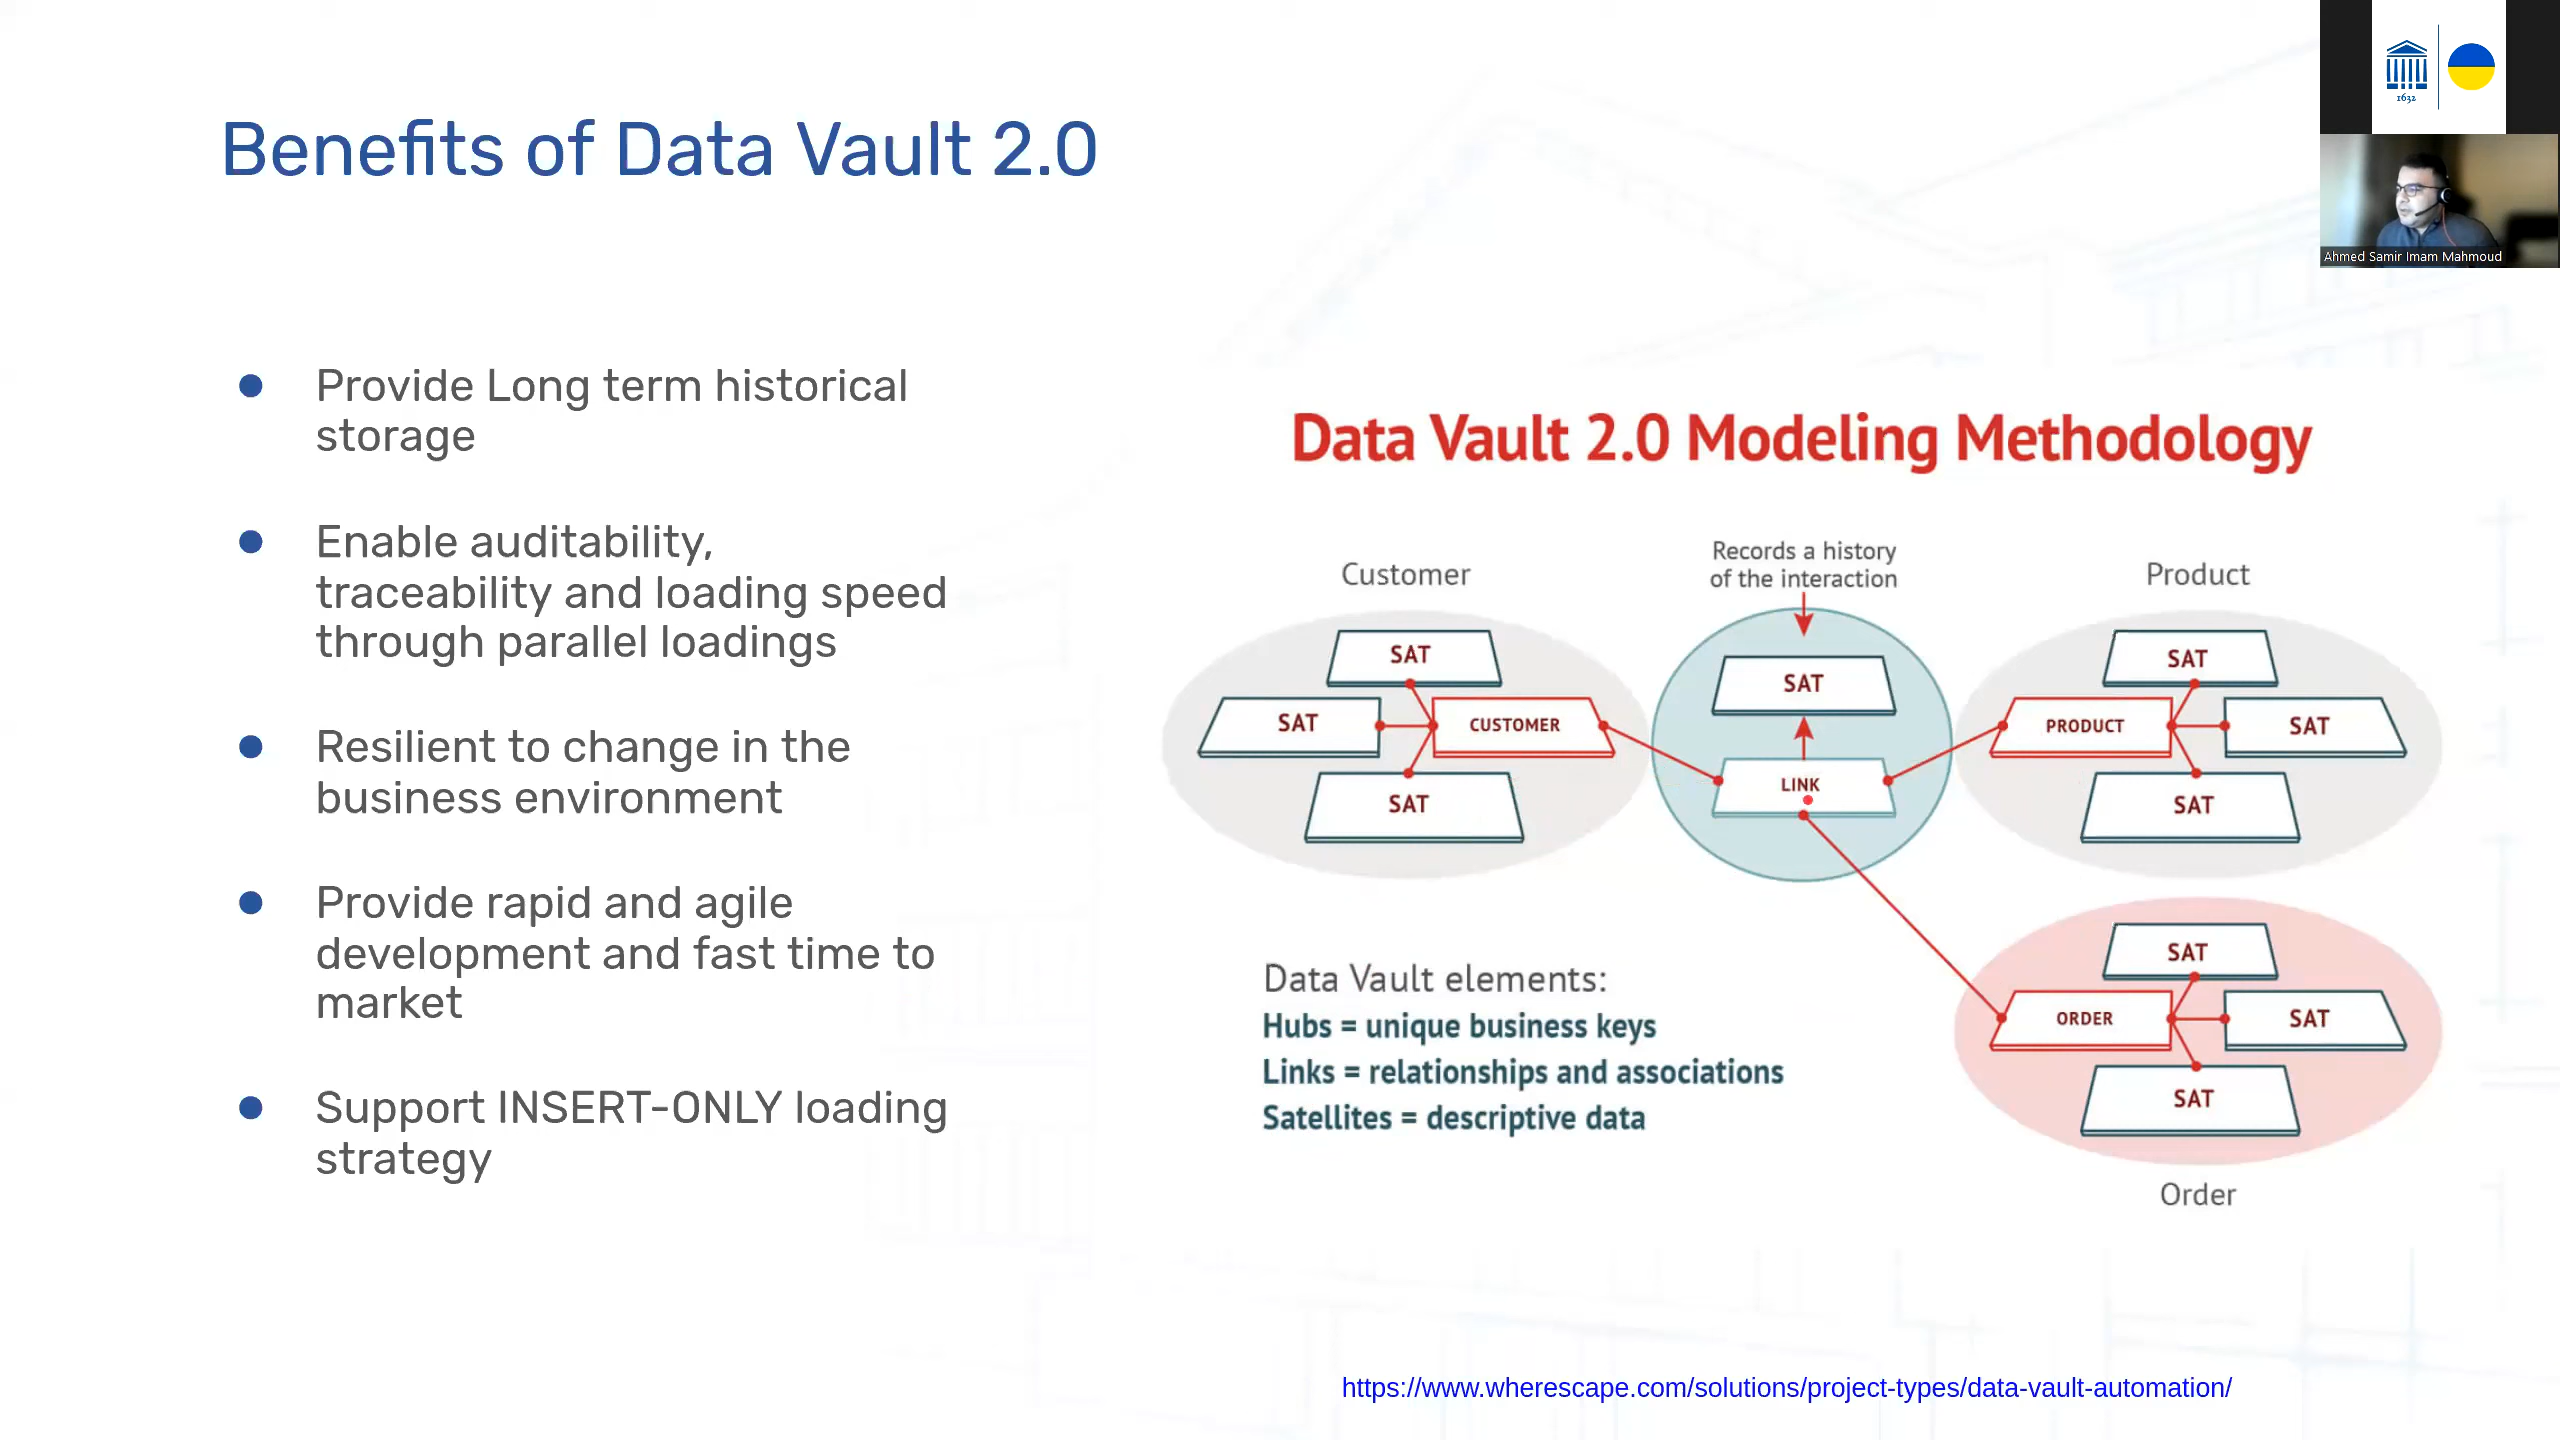 1632
Ahmed Samir Imam Mahmoud
Benefits of Data Vault 2.0
Provide Long term historical
storage
Enable auditability,
traceability and loading speed
through parallel loadings
Resilient to change in the
business environment
Provide rapid and agile
development and fast time to
market
Support INSERT-ONLY loading
strategy
Data Vault 2.0 Modeling Methodology
Customer
Records a history
of the interaction
Product
SAT
SAT
CUSTOMER
SAT
SAT
LINK
SAT
PRODUCT
SAT
SAT
Data Vault elements:
Hubs = unique business keys
Links = relationships and associations
Satellites = descriptive data
SAT
ORDER
SAT
SAT
Order
https://www.wherescape.com/solutions/project-types/data-vault-automation/